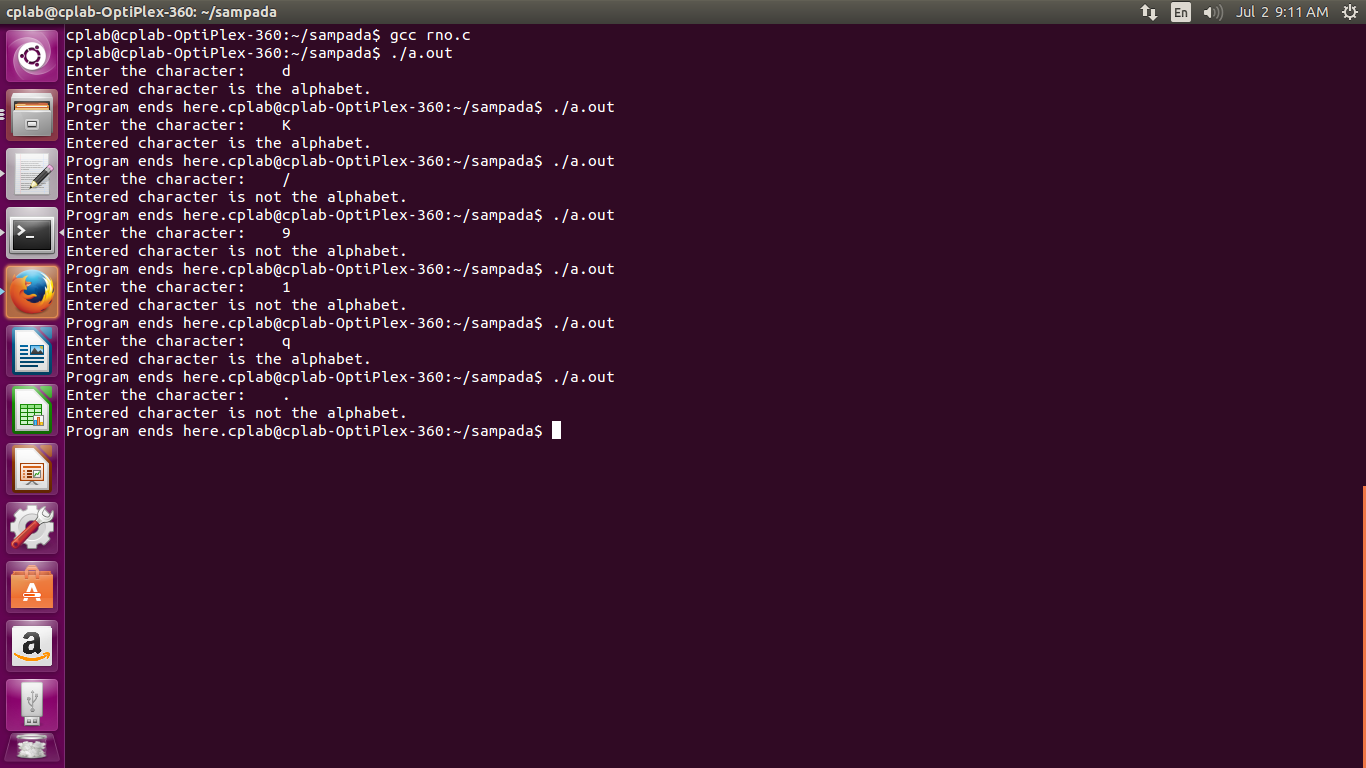 cplab@cplab-OptiPlex-360: ~/sampada En Jul 2 9:11 AM
cplab@cplab-OptiPlex-360:~/sampada$ gcc rno.c
cplab@cplab-OptiPlex-360:~/sampada$ ./a.out
Enter the character:    d
Entered character is the alphabet.
Program ends here.cplab@cplab-OptiPlex-360:~/sampada$ ./a.out
Enter the character:    K
Entered character is the alphabet.
Program ends here.cplab@cplab-OptiPlex-360:~/sampada$ ./a.out
Enter the character:    /
Entered character is not the alphabet.
Program ends here.cplab@cplab-OptiPlex-360:~/sampada$ ./a.out
Enter the character:    9
Entered character is not the alphabet.
Program ends here.cplab@cplab-OptiPlex-360:~/sampada$ ./a.out
Enter the character:    1
Entered character is not the alphabet.
Program ends here.cplab@cplab-OptiPlex-360:~/sampada$ ./a.out
Enter the character:    q
Entered character is the alphabet.
Program ends here.cplab@cplab-OptiPlex-360:~/sampada$ ./a.out
Enter the character:    .
Entered character is not the alphabet.
Program ends here.cplab@cplab-OptiPlex-360:~/sampada$